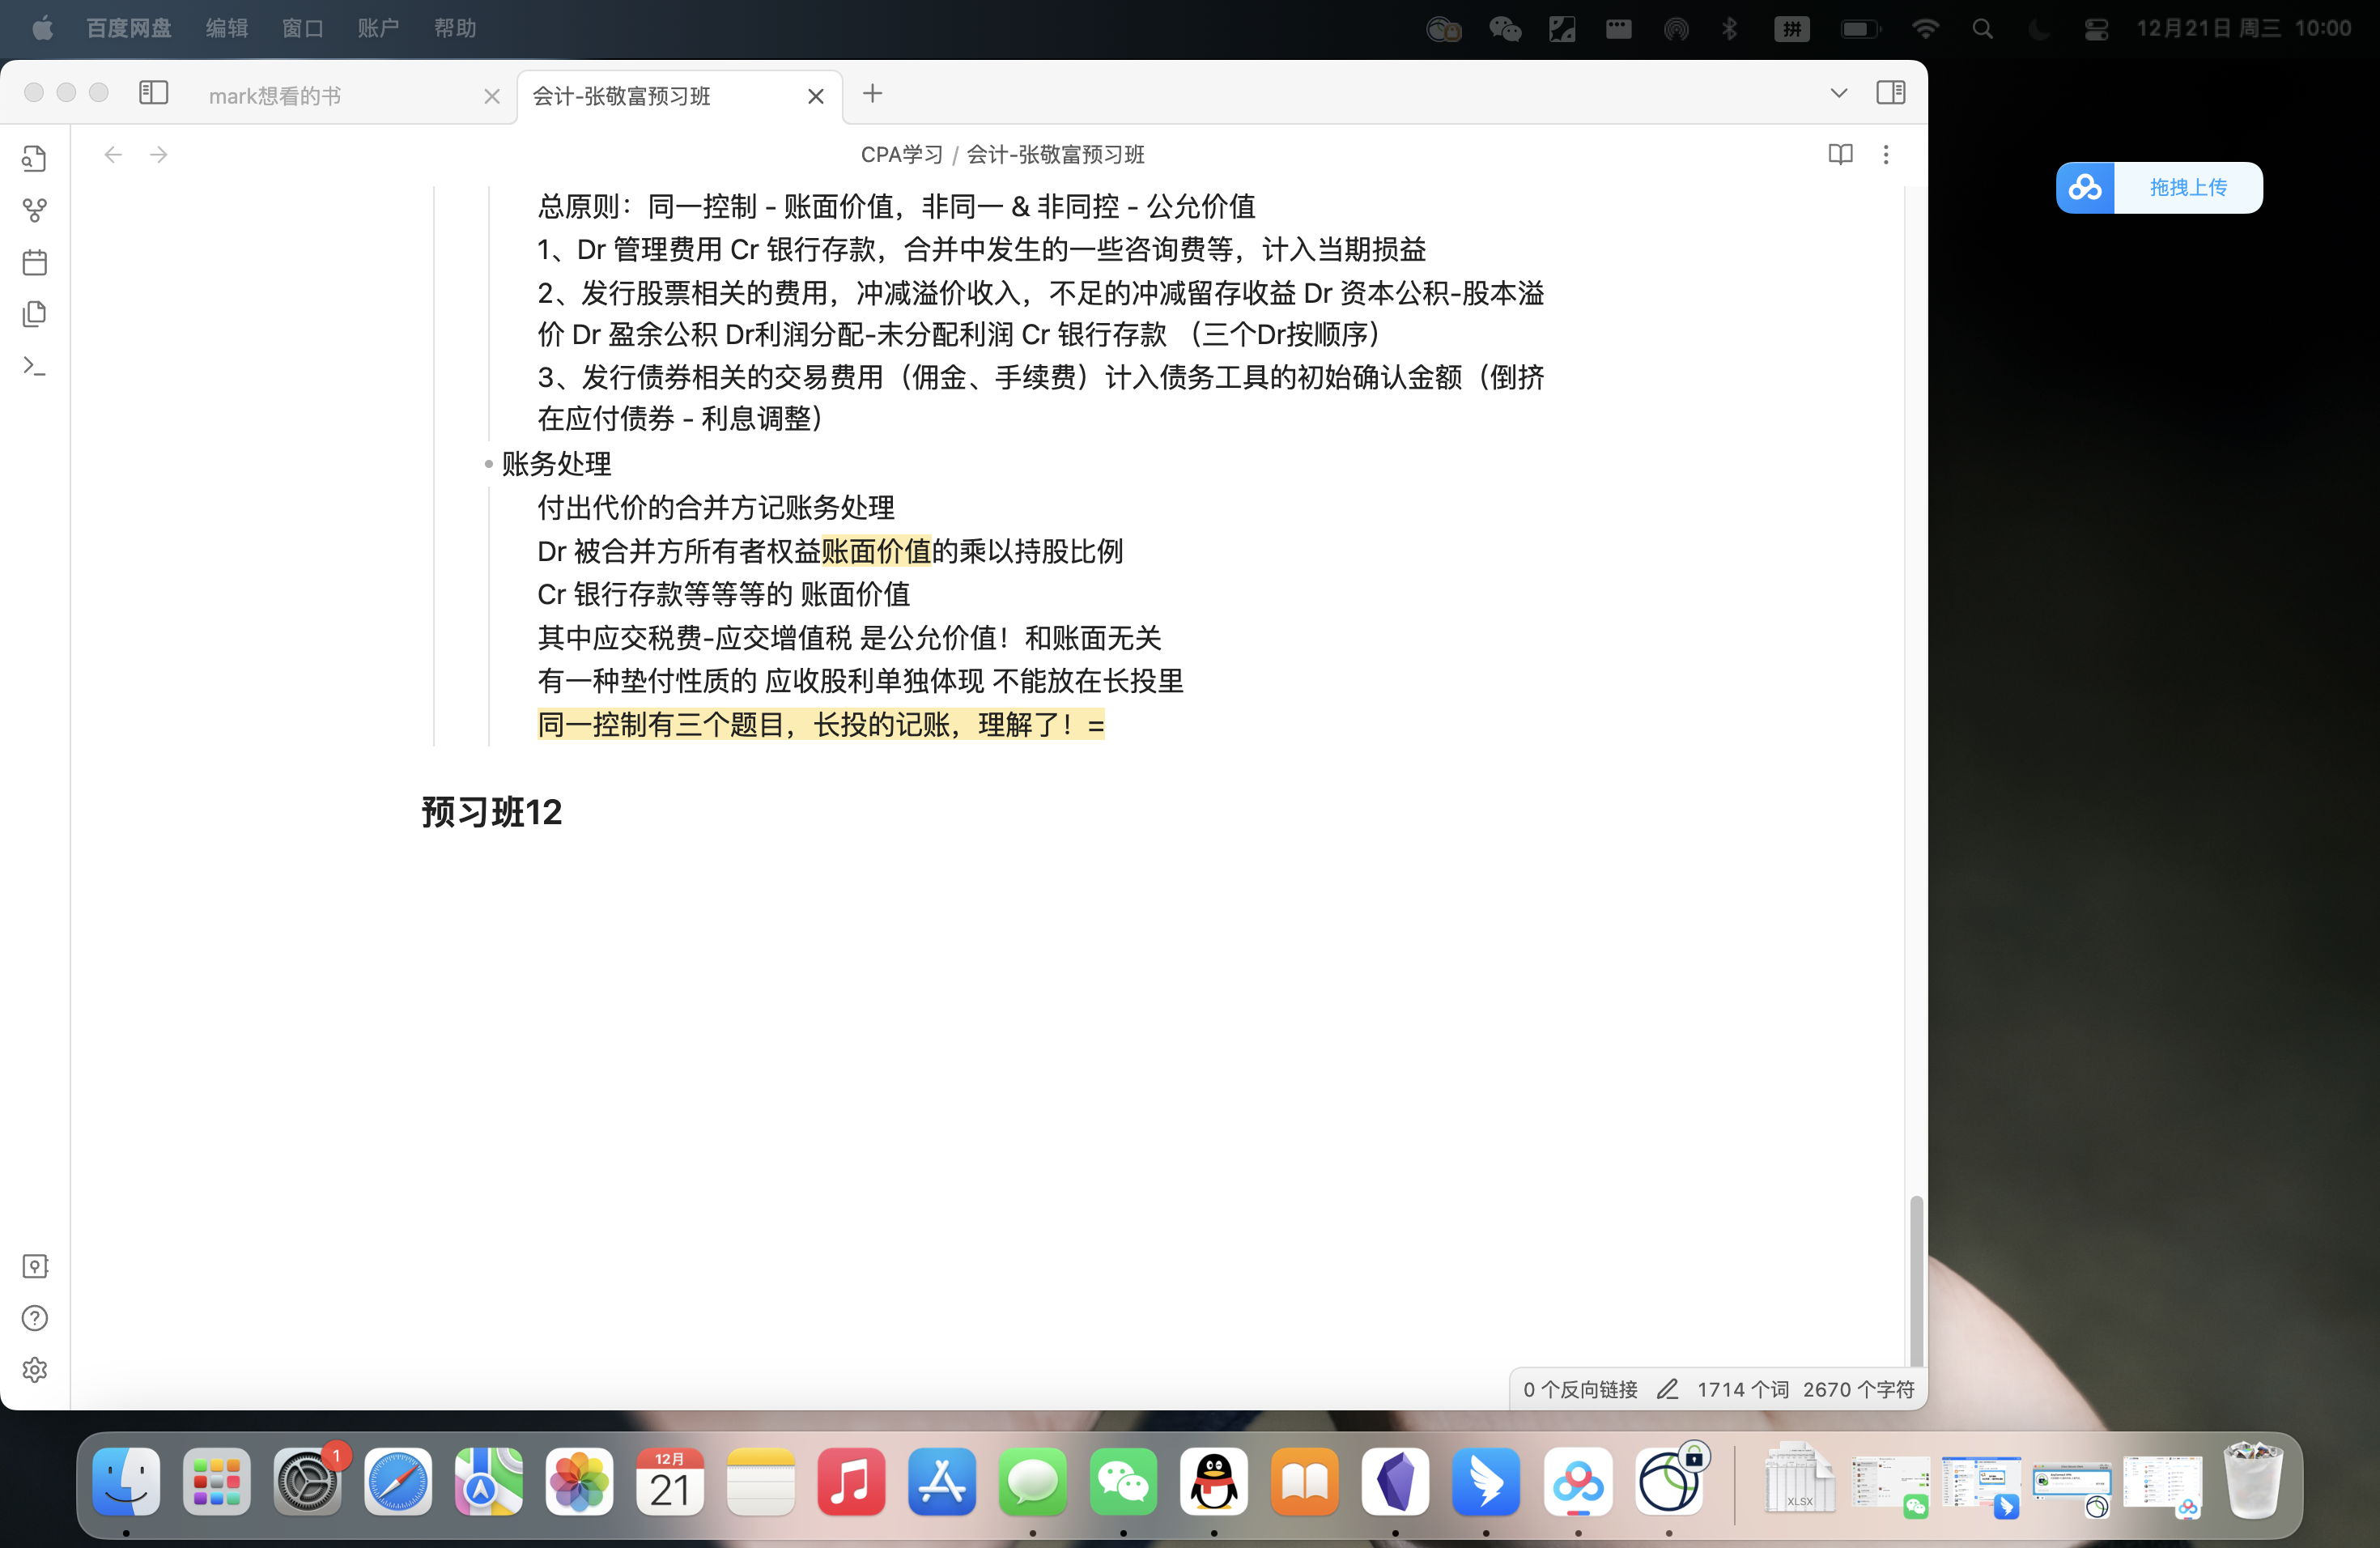 百度网盘 编辑 窗口 账户 帮助
拼 12月21日 周三 10:00
mark想看的书 会计-张敬富预习班
CPA学习 / 会计-张敬富预习班
拖拽上传
总原则：同一控制 - 账面价值，非同一 & 非同控 - 公允价值
1、Dr 管理费用 Cr 银行存款，合并中发生的一些咨询费等，计入当期损益
2、发行股票相关的费用，冲减溢价收入，不足的冲减留存收益 Dr 资本公积-股本溢
价 Dr 盈余公积 Dr利润分配-未分配利润 Cr 银行存款 （三个Dr按顺序）
3、发行债券相关的交易费用（佣金、手续费）计入债务工具的初始确认金额（倒挤
在应付债券 - 利息调整）
账务处理
付出代价的合并方记账务处理
Dr 被合并方所有者权益账面价值的乘以持股比例
Cr 银行存款等等等的 账面价值
其中应交税费-应交增值税 是公允价值！和账面无关
有一种垫付性质的 应收股利单独体现 不能放在长投里
同一控制有三个题目，长投的记账，理解了！=
预习班12
0 个反向链接 1714 个词 2670 个字符
1
12月
21
XLSX